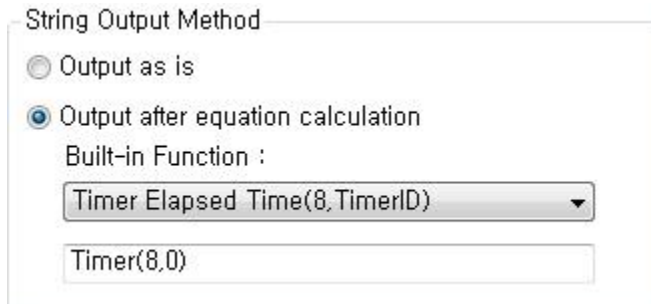 String Output Method
Output as is
Output after equation calculation
Built-in Function :
Timer Elapsed Time(8,TimerID)
Timer(8,0)